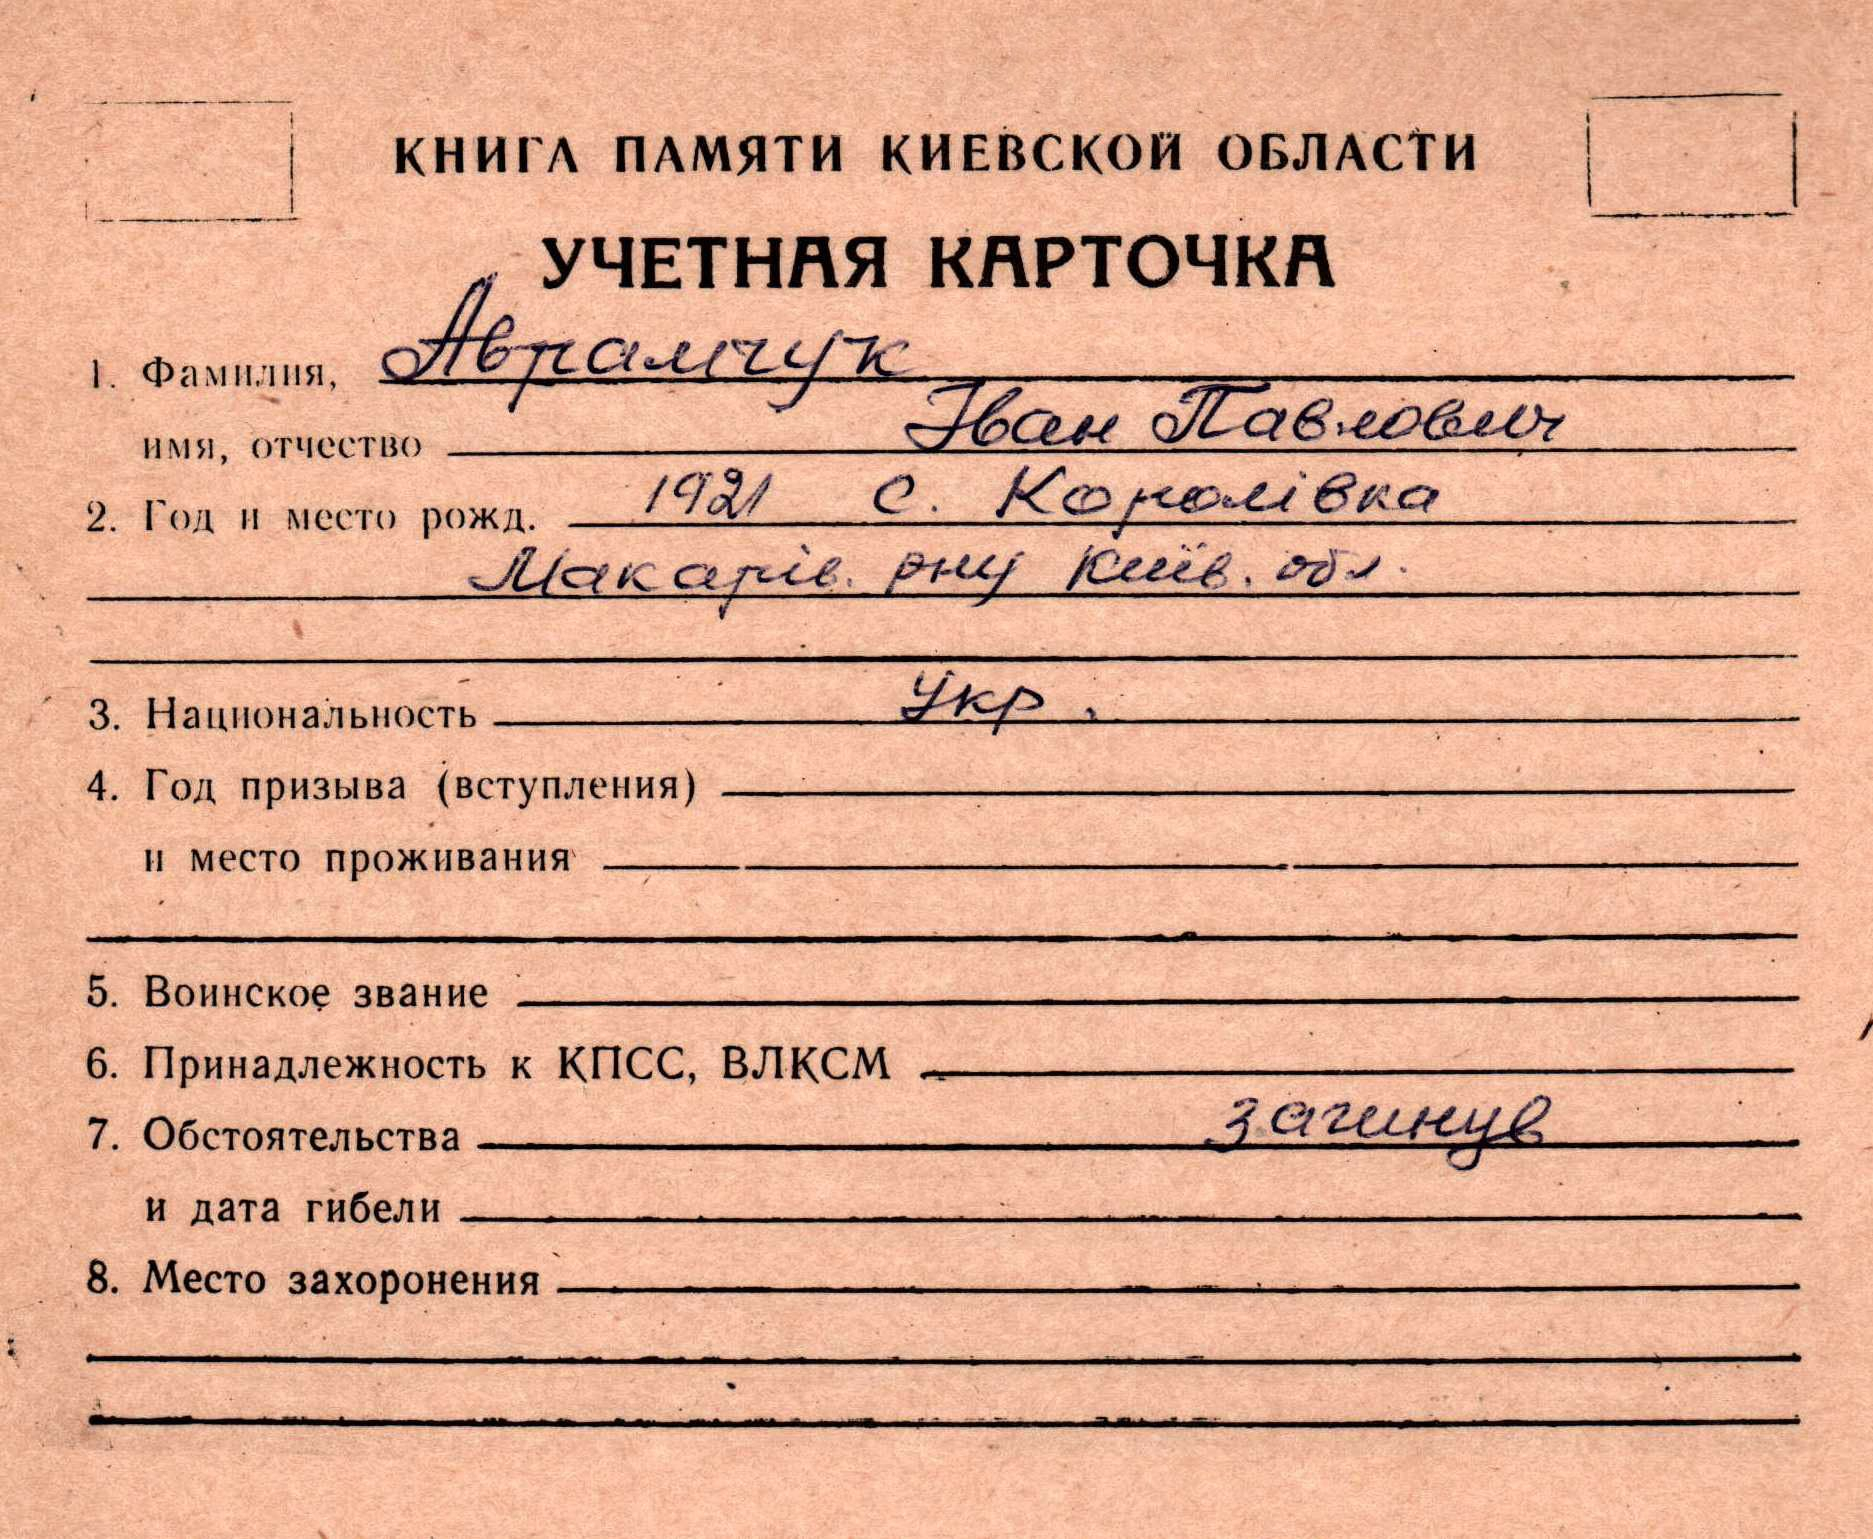 КНИГА ПАМЯТИ КИЕВСКОЙ ОБЛАСТИ
УЧЕТНАЯ КАРТОЧКА
1. Фамилия, Аврамчук
имя, отчество Іван Павлович
2. Год и место рожд. 1921 с. Королівка
Макарів. рну Київ. обл.
3. Национальность Укр.
4. Год призыва (вступления)
и место проживания
5. Воинское звание
6. Принадлежность к КПСС, ВЛКСМ
7. Обстоятельства загинув
и дата гибели
8. Место захоронения